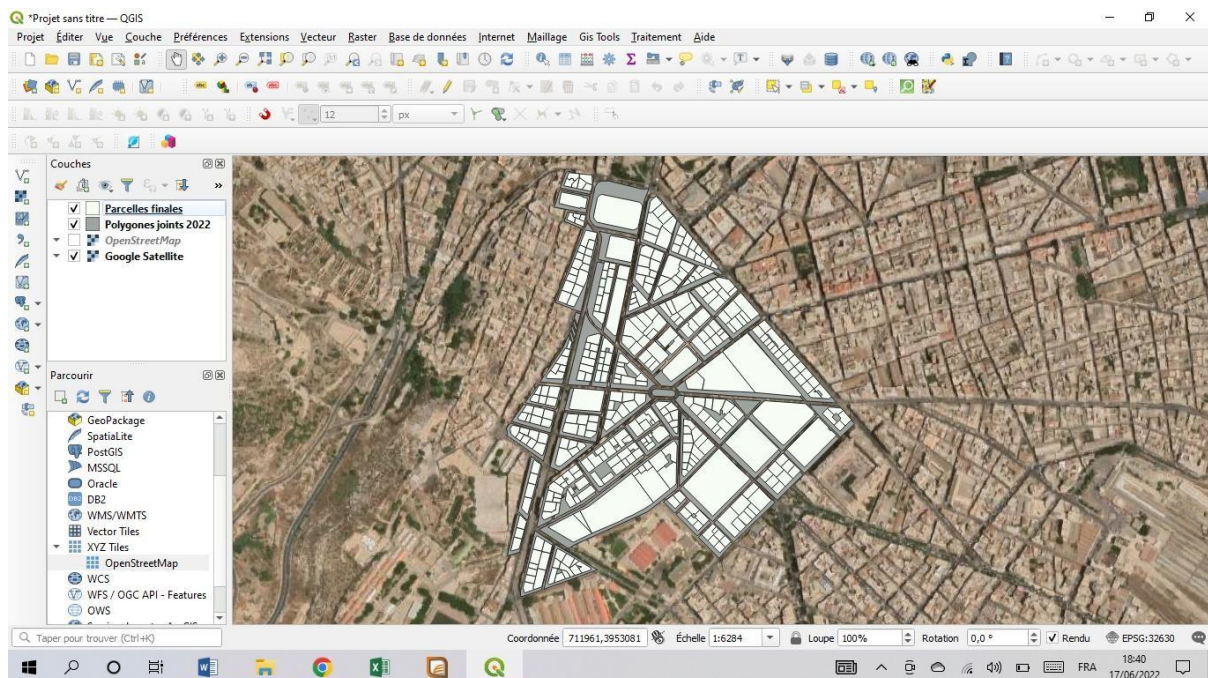 *Projet sans titre — QGIS
Projet Éditer Vue Couche Préférences Extensions Vecteur Raster Base de données Internet Maillage Gis Tools Traitement Aide
12 px
Couches
Parcelles finales
Polygones joints 2022
OpenStreetMap
Google Satellite
Parcourir
GeoPackage
SpatiaLite
PostGIS
MSSQL
Oracle
DB2
WMS/WMTS
Vector Tiles
XYZ Tiles
OpenStreetMap
WCS
WFS / OGC API - Features
OWS
Taper pour trouver (Ctrl+K)
Coordonnée 711961,3953081 Échelle 1:6284 Loupe 100% Rotation 0,0 ° Rendu EPSG:32630
FRA
18:40
17/06/2022